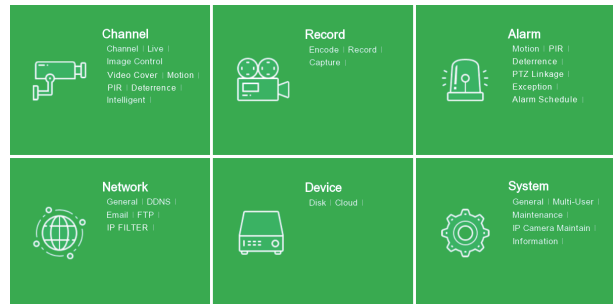 Channel
Channel | Live |
Image Control
Video Cover | Motion |
PIR | Deterrence |
Intelligent |
Record
Encode | Record |
Capture |
Alarm
Motion | PIR |
Deterrence |
PTZ Linkage |
Exception |
Alarm Schedule |
Network
General | DDNS |
Email | FTP |
IP FILTER |
Device
Disk | Cloud |
System
General | Multi-User |
Maintenance |
IP Camera Maintain |
Information |